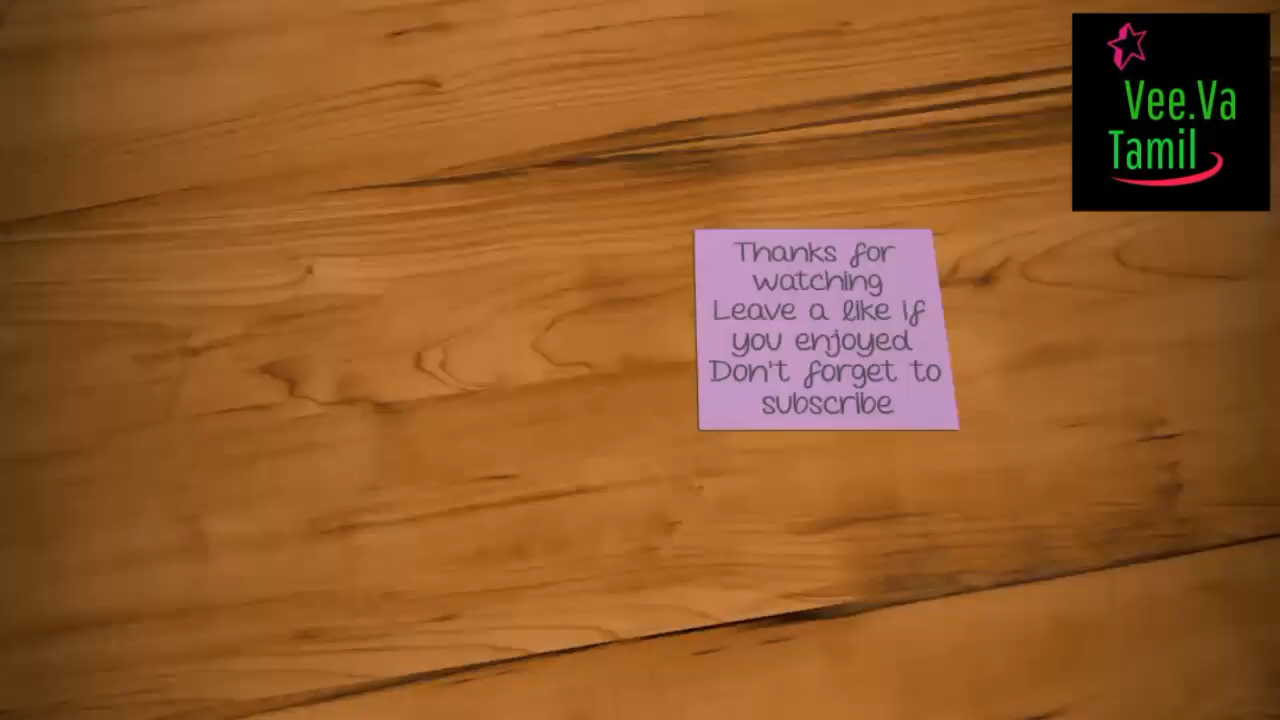 Vee.Va
Tamil
Thanks for
watching
Leave a like if
you enjoyed
Don't forget to
subscribe